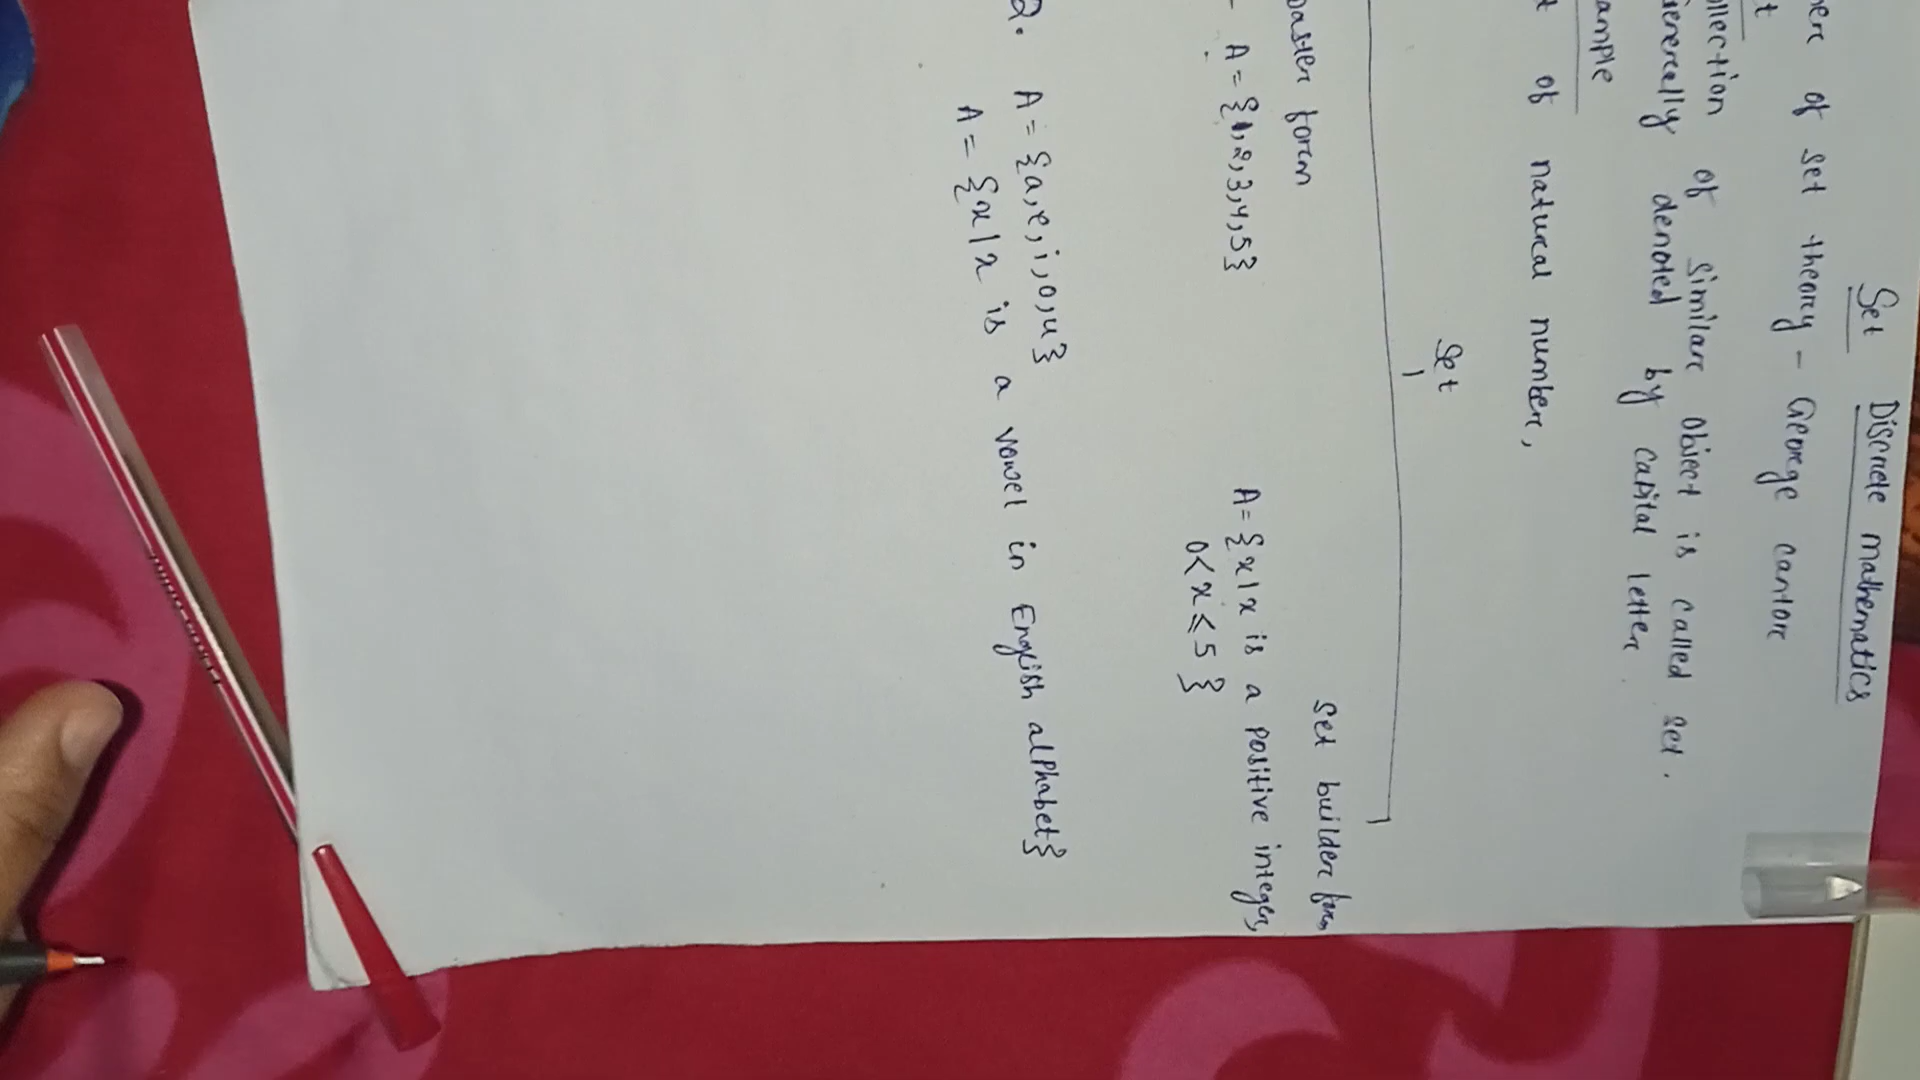 Set Discrete mathematics
of set theory - George cantor
of similar object is called set.
denoted by capital letter.
of natural number,
Set
form Set builder form
A = {1,2,3,4,5} A = {x | x is a positive integer,
0 < x ≤ 5 }
2. A = {a,e,i,o,u}
A = {x | x is a vowel in English alphabet}